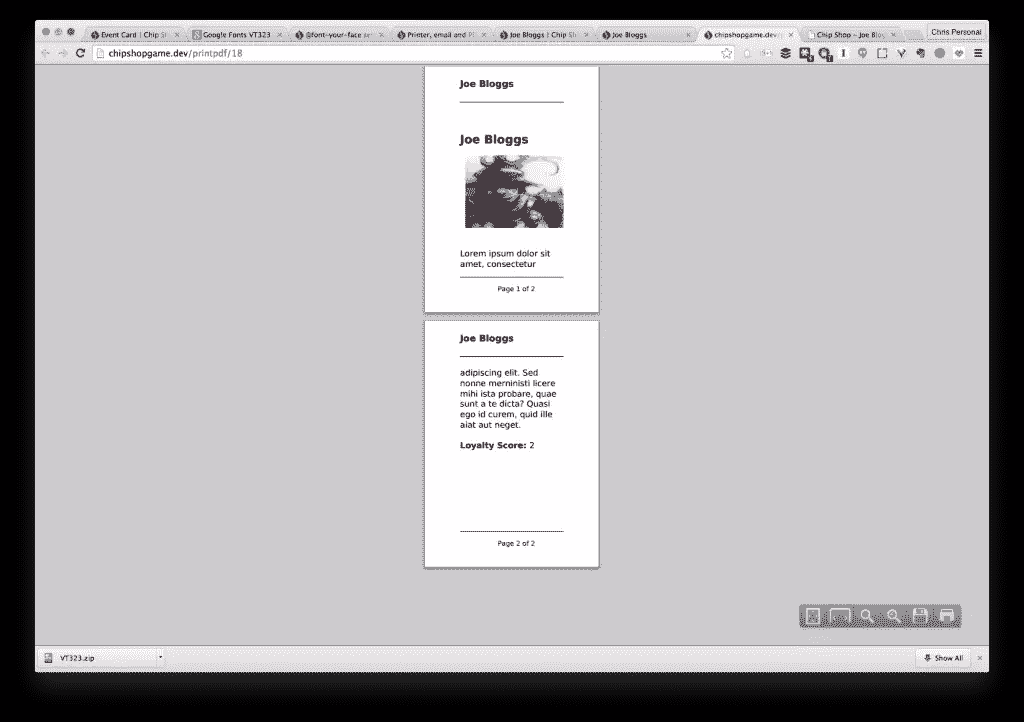 Event Card | Chip S
Google Fonts VT323
@font-your-face se
Printer, email and P
Joe Bloggs | Chip Sh
Joe Bloggs
chipshopgame.dev/
Chip Shop – Joe Blog
Chris Personal
chipshopgame.dev/printpdf/18
Joe Bloggs
Joe Bloggs
Lorem ipsum dolor sit
amet, consectetur
Page 1 of 2
Joe Bloggs
adipiscing elit. Sed
nonne merninisti licere
mihi ista probare, quae
sunt a te dicta? Quasi
ego id curem, quid ille
aiat aut neget.
Loyalty Score: 2
Page 2 of 2
VT323.zip
Show All